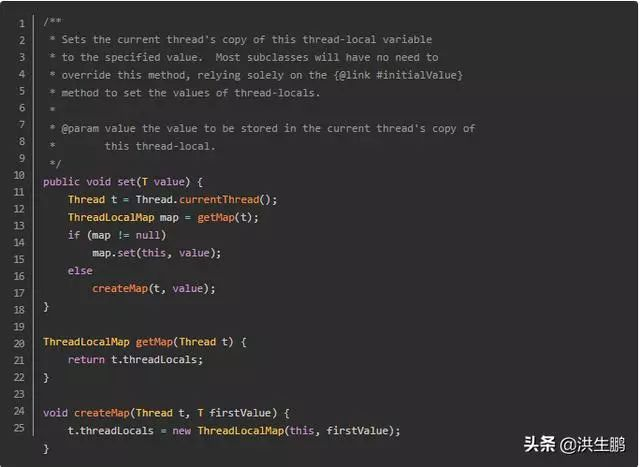 1 /**
2 * Sets the current thread's copy of this thread-local variable
3 * to the specified value.  Most subclasses will have no need to
4 * override this method, relying solely on the {@link #initialValue}
5 * method to set the values of thread-locals.
6 *
7 * @param value the value to be stored in the current thread's copy of
8 *        this thread-local.
9 */
10 public void set(T value) {
11     Thread t = Thread.currentThread();
12     ThreadLocalMap map = getMap(t);
13     if (map != null)
14         map.set(this, value);
15     else
16         createMap(t, value);
17 }
18
19
20 ThreadLocalMap getMap(Thread t) {
21     return t.threadLocals;
22 }
23
24 void createMap(Thread t, T firstValue) {
25     t.threadLocals = new ThreadLocalMap(this, firstValue);
}
头条 @洪生鹏